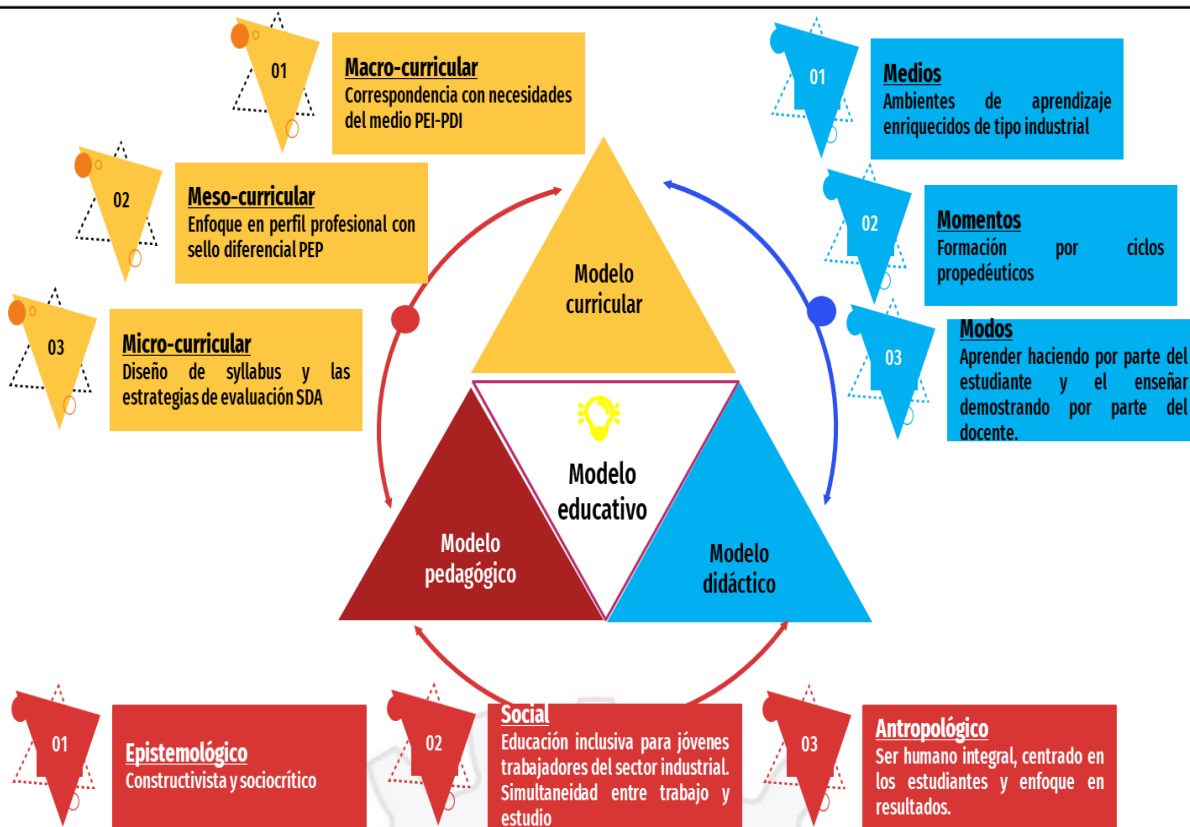 01
Macro-curricular
Correspondencia con necesidades
del medio PEI-PDI
02
Meso-curricular
Enfoque en perfil profesional con
sello diferencial PEP
03
Micro-curricular
Diseño de syllabus y las
estrategias de evaluación SDA
01
Medios
Ambientes de aprendizaje
enriquecidos de tipo industrial
02
Momentos
Formación por ciclos
propedéuticos
03
Modos
Aprender haciendo por parte del
estudiante y el enseñar
demostrando por parte del
docente.
Modelo
curricular
Modelo
educativo
Modelo
pedagógico
Modelo
didáctico
01
Epistemológico
Constructivista y sociocrítico
02
Social
Educación inclusiva para jóvenes
trabajadores del sector industrial.
Simultaneidad entre trabajo y
estudio
03
Antropológico
Ser humano integral, centrado en
los estudiantes y enfoque en
resultados.